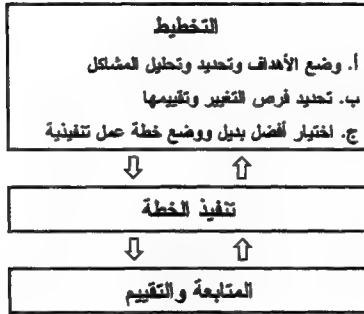 التخطيط
أ. وضع الأهداف وتحديد وتحليل المشاكل
ب. تحديد فرص التغيير وتقييمها
ج. اختيار أفضل بديل ووضع خطة عمل تنفيذية
تنفيذ الخطة
المتابعة والتقييم